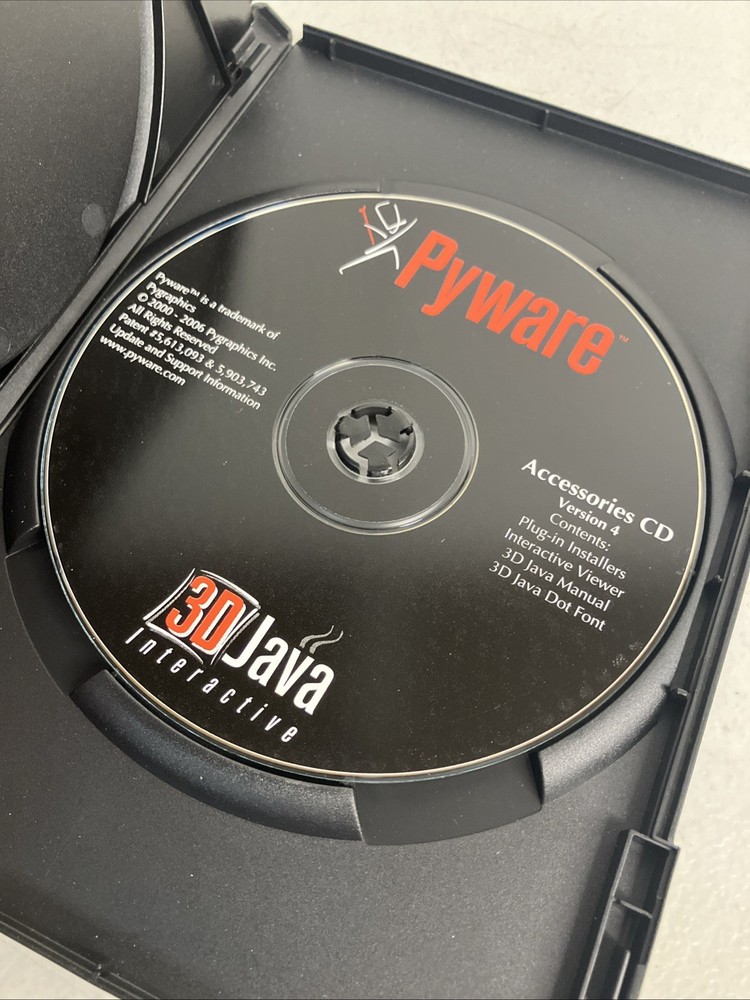 Pyware™
Pyware™ is a trademark of
Pygraphics
© 2000 - 2006 Pygraphics Inc.
All Rights Reserved
Patent #5,613,093 & 5,903,743
Update and Support Information
www.pyware.com
Accessories CD
Version 4
Contents:
Plug-in Installers
Interactive Viewer
3D Java Manual
3D Java Dot Font
3D Java
interactive